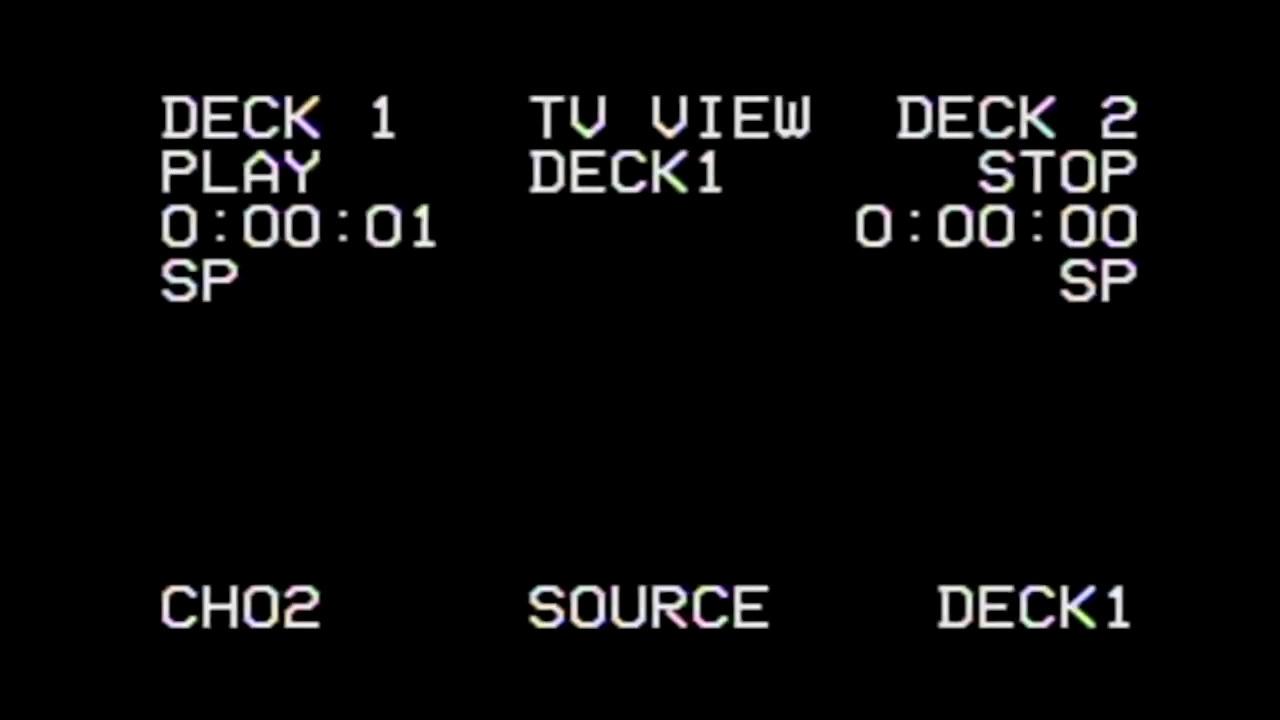 DECK 1 TV VIEW DECK 2
PLAY DECK1 STOP
0:00:01 0:00:00
SP SP
CH02 SOURCE DECK1